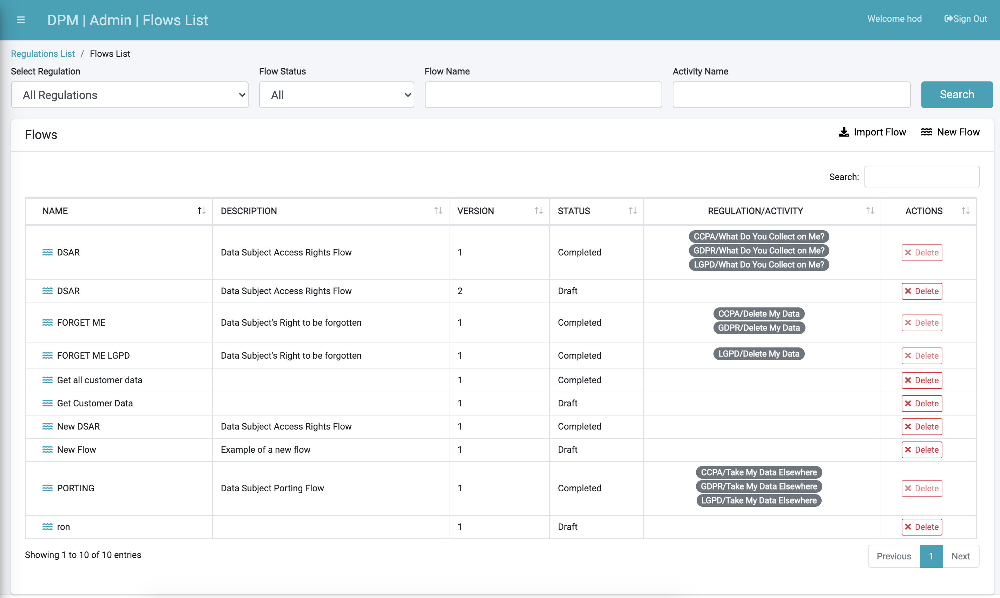 DPM | Admin | Flows List
Welcome hod
Sign Out
Regulations List / Flows List
Select Regulation
Flow Status
Flow Name
Activity Name
All Regulations
All
Search
Flows
Import Flow
New Flow
Search:
NAME DESCRIPTION VERSION STATUS REGULATION/ACTIVITY ACTIONS
CCPA/What Do You Collect on Me?
DSAR Data Subject Access Rights Flow 1 Completed GDPR/What Do You Collect on Me? Delete
LGPD/What Do You Collect on Me?
DSAR Data Subject Access Rights Flow 2 Draft Delete
CCPA/Delete My Data
FORGET ME Data Subject's Right to be forgotten 1 Completed Delete
GDPR/Delete My Data
FORGET ME LGPD Data Subject's Right to be forgotten 1 Completed LGPD/Delete My Data Delete
Get all customer data 1 Completed Delete
Get Customer Data 1 Draft Delete
New DSAR Data Subject Access Rights Flow 1 Completed Delete
New Flow Example of a new flow 1 Draft Delete
CCPA/Take My Data Elsewhere
PORTING Data Subject Porting Flow 1 Completed GDPR/Take My Data Elsewhere Delete
LGPD/Take My Data Elsewhere
ron 1 Draft Delete
Showing 1 to 10 of 10 entries
Previous 1 Next